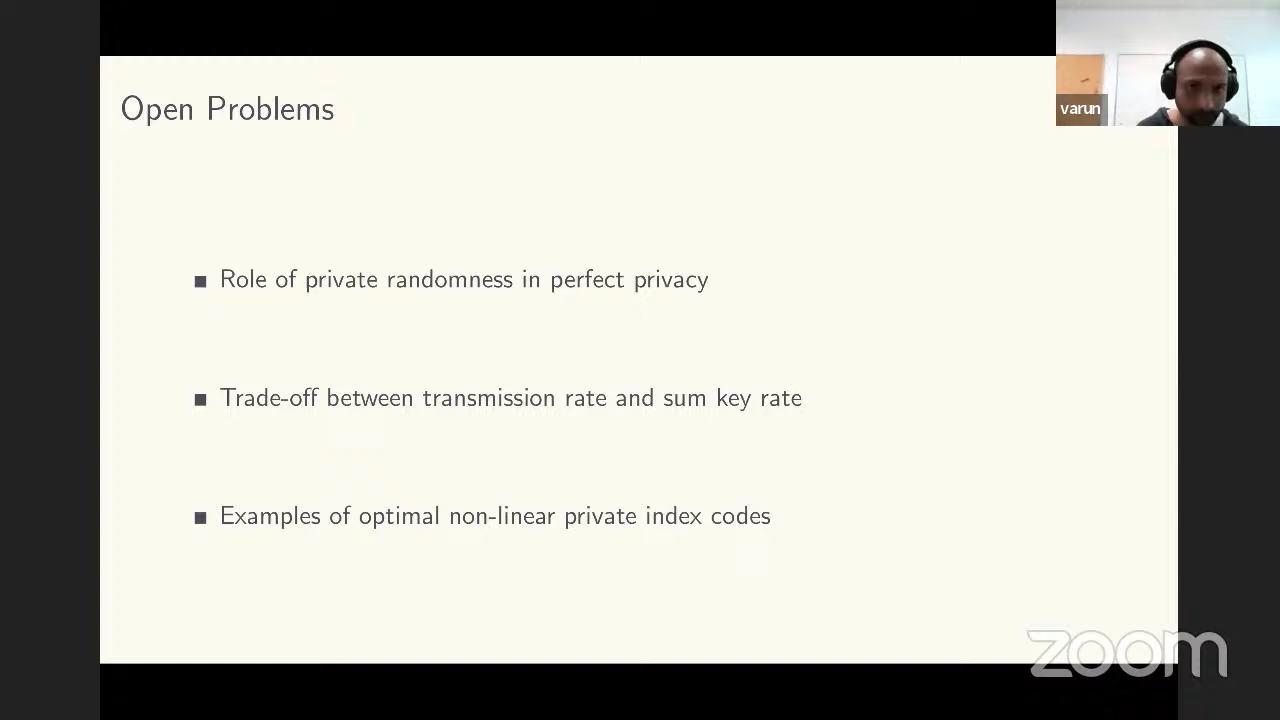 Open Problems
varun
Role of private randomness in perfect privacy
Trade-off between transmission rate and sum key rate
Examples of optimal non-linear private index codes
zoom